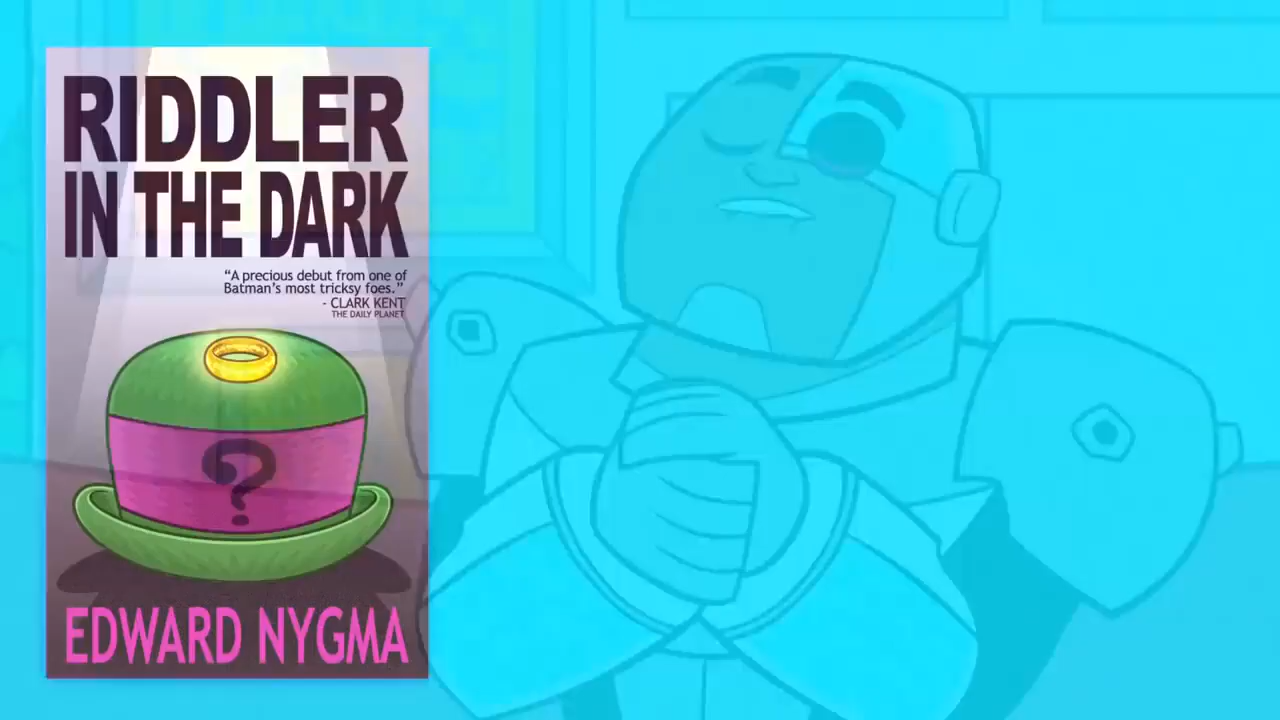 RIDDLER
IN THE DARK
“A precious debut from one of
Batman’s most tricksy foes.”
- CLARK KENT
THE DAILY PLANET
?
EDWARD NYGMA